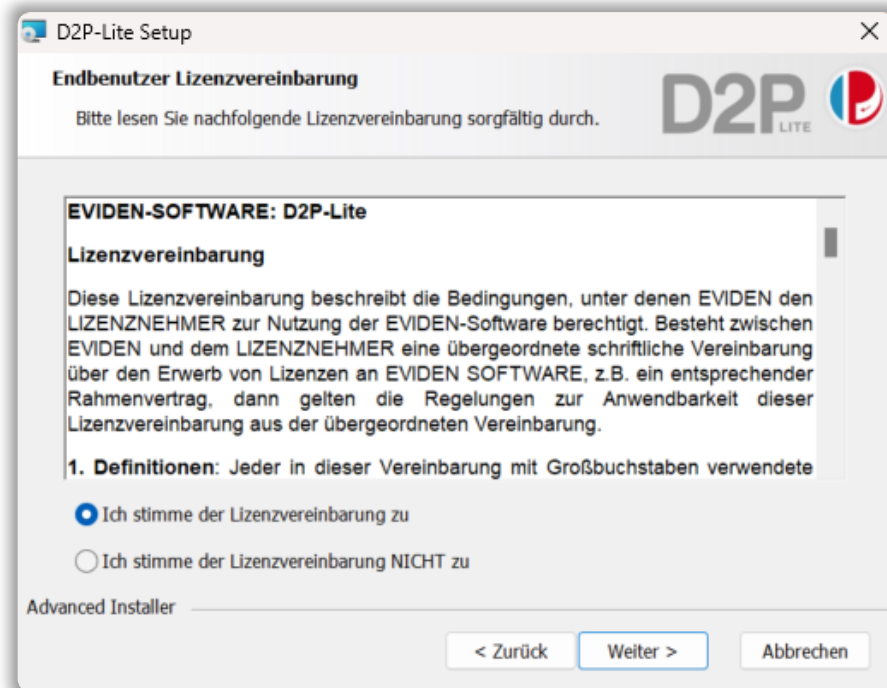 D2P-Lite Setup
Endbenutzer Lizenzvereinbarung
Bitte lesen Sie nachfolgende Lizenzvereinbarung sorgfältig durch.
D2P LITE
EVIDEN-SOFTWARE: D2P-Lite
Lizenzvereinbarung
Diese Lizenzvereinbarung beschreibt die Bedingungen, unter denen EVIDEN den
LIZENZNEHMER zur Nutzung der EVIDEN-Software berechtigt. Besteht zwischen
EVIDEN und dem LIZENZNEHMER eine übergeordnete schriftliche Vereinbarung
über den Erwerb von Lizenzen an EVIDEN SOFTWARE, z.B. ein entsprechender
Rahmenvertrag, dann gelten die Regelungen zur Anwendbarkeit dieser
Lizenzvereinbarung aus der übergeordneten Vereinbarung.
1. Definitionen: Jeder in dieser Vereinbarung mit Großbuchstaben verwendete
Ich stimme der Lizenzvereinbarung zu
Ich stimme der Lizenzvereinbarung NICHT zu
Advanced Installer
< Zurück
Weiter >
Abbrechen